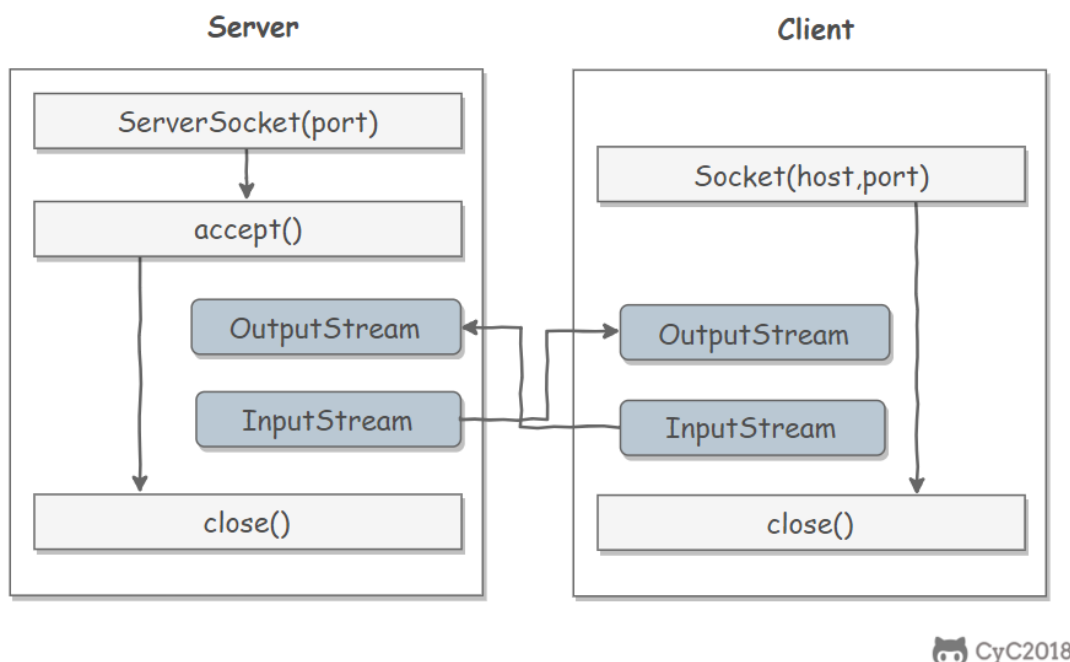 Server
ServerSocket(port)
accept()
OutputStream
InputStream
close()
Client
Socket(host,port)
OutputStream
InputStream
close()
CyC2018